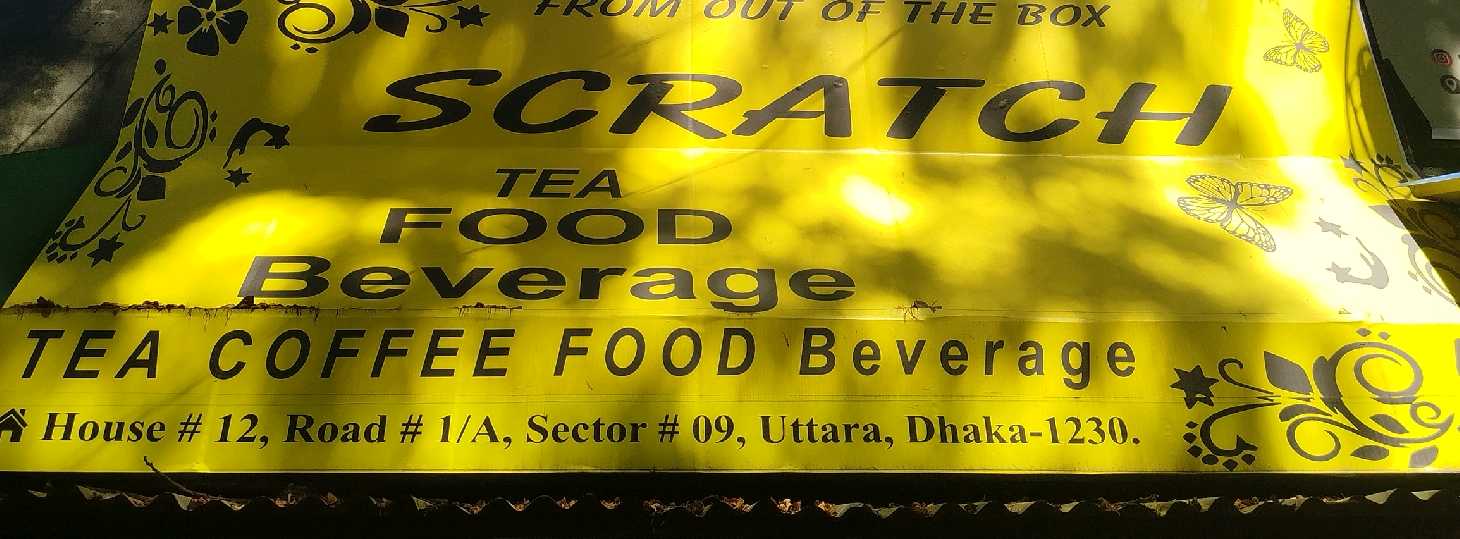 FROM OUT OF THE BOX
SCRATCH
TEA
FOOD
Beverage
TEA COFFEE FOOD Beverage
House # 12, Road # 1/A, Sector # 09, Uttara, Dhaka-1230.